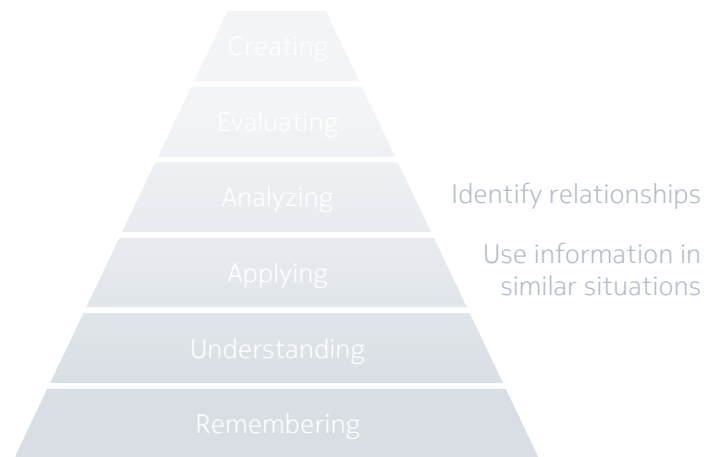 Creating
Evaluating
Analyzing
Identify relationships
Applying
Use information in
similar situations
Understanding
Remembering